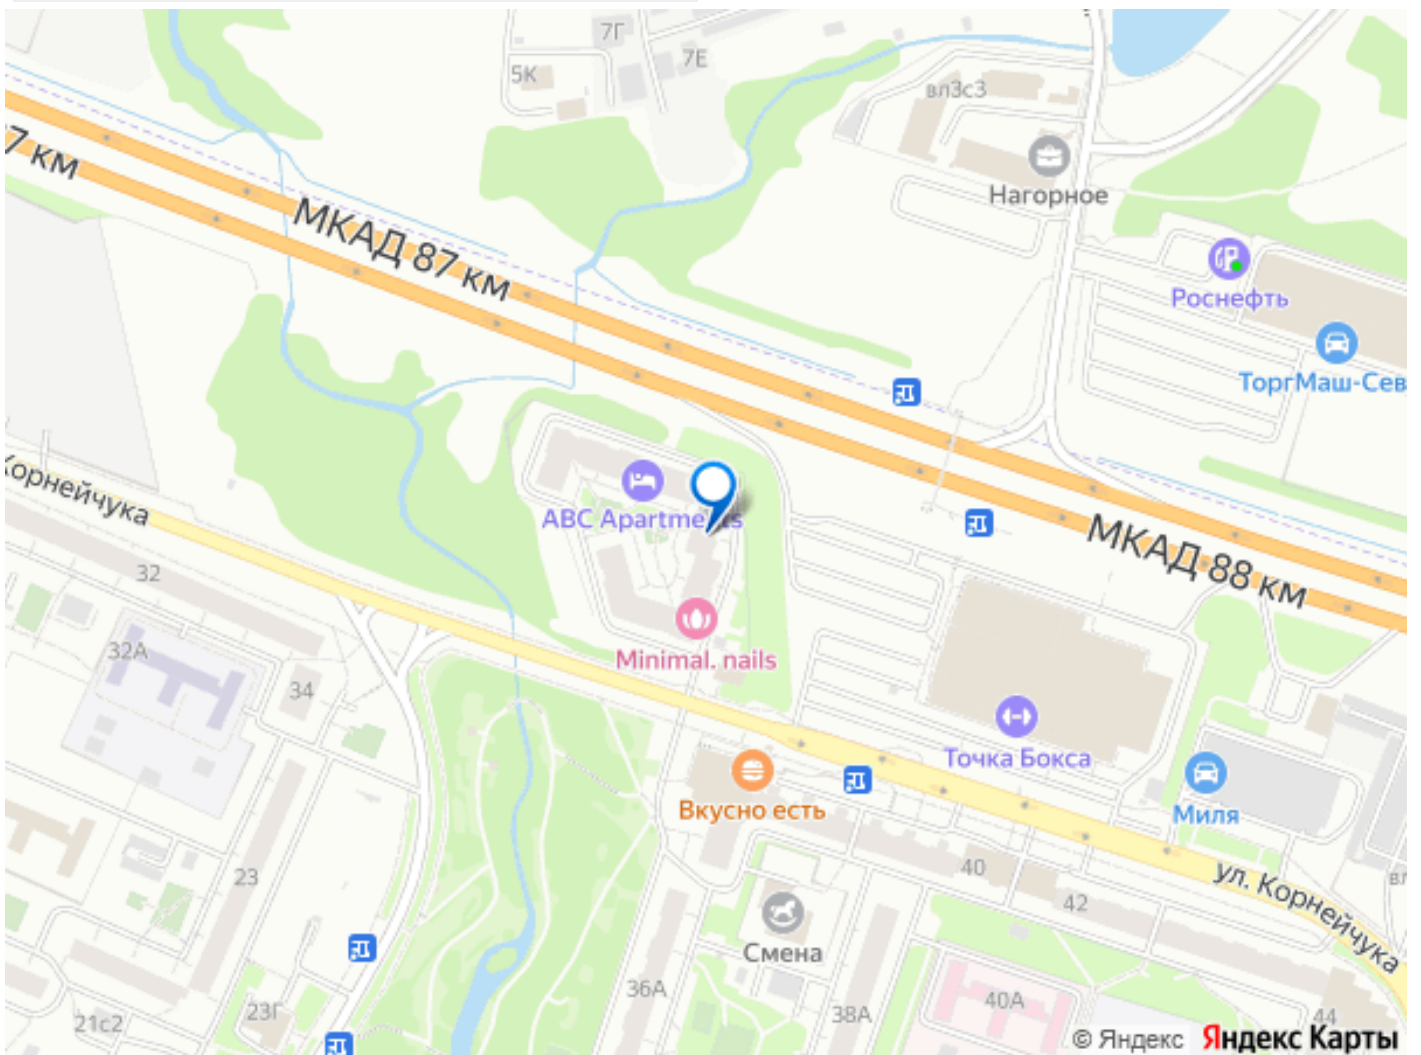 7Г
7Е
5К
вл3с3
Нагорное
7 км
МКАД 87 км
Роснефть
ТоргМаш-Сев
Корнейчука
ABC Apartments
МКАД 88 км
32
32А
34
Minimal. nails
Точка Бокса
Миля
Вкусно есть
23
40
ул. Корнейчука
42
Смена
36А
38А
40А
44
23Г
21с2
© Яндекс Яндекс Карты